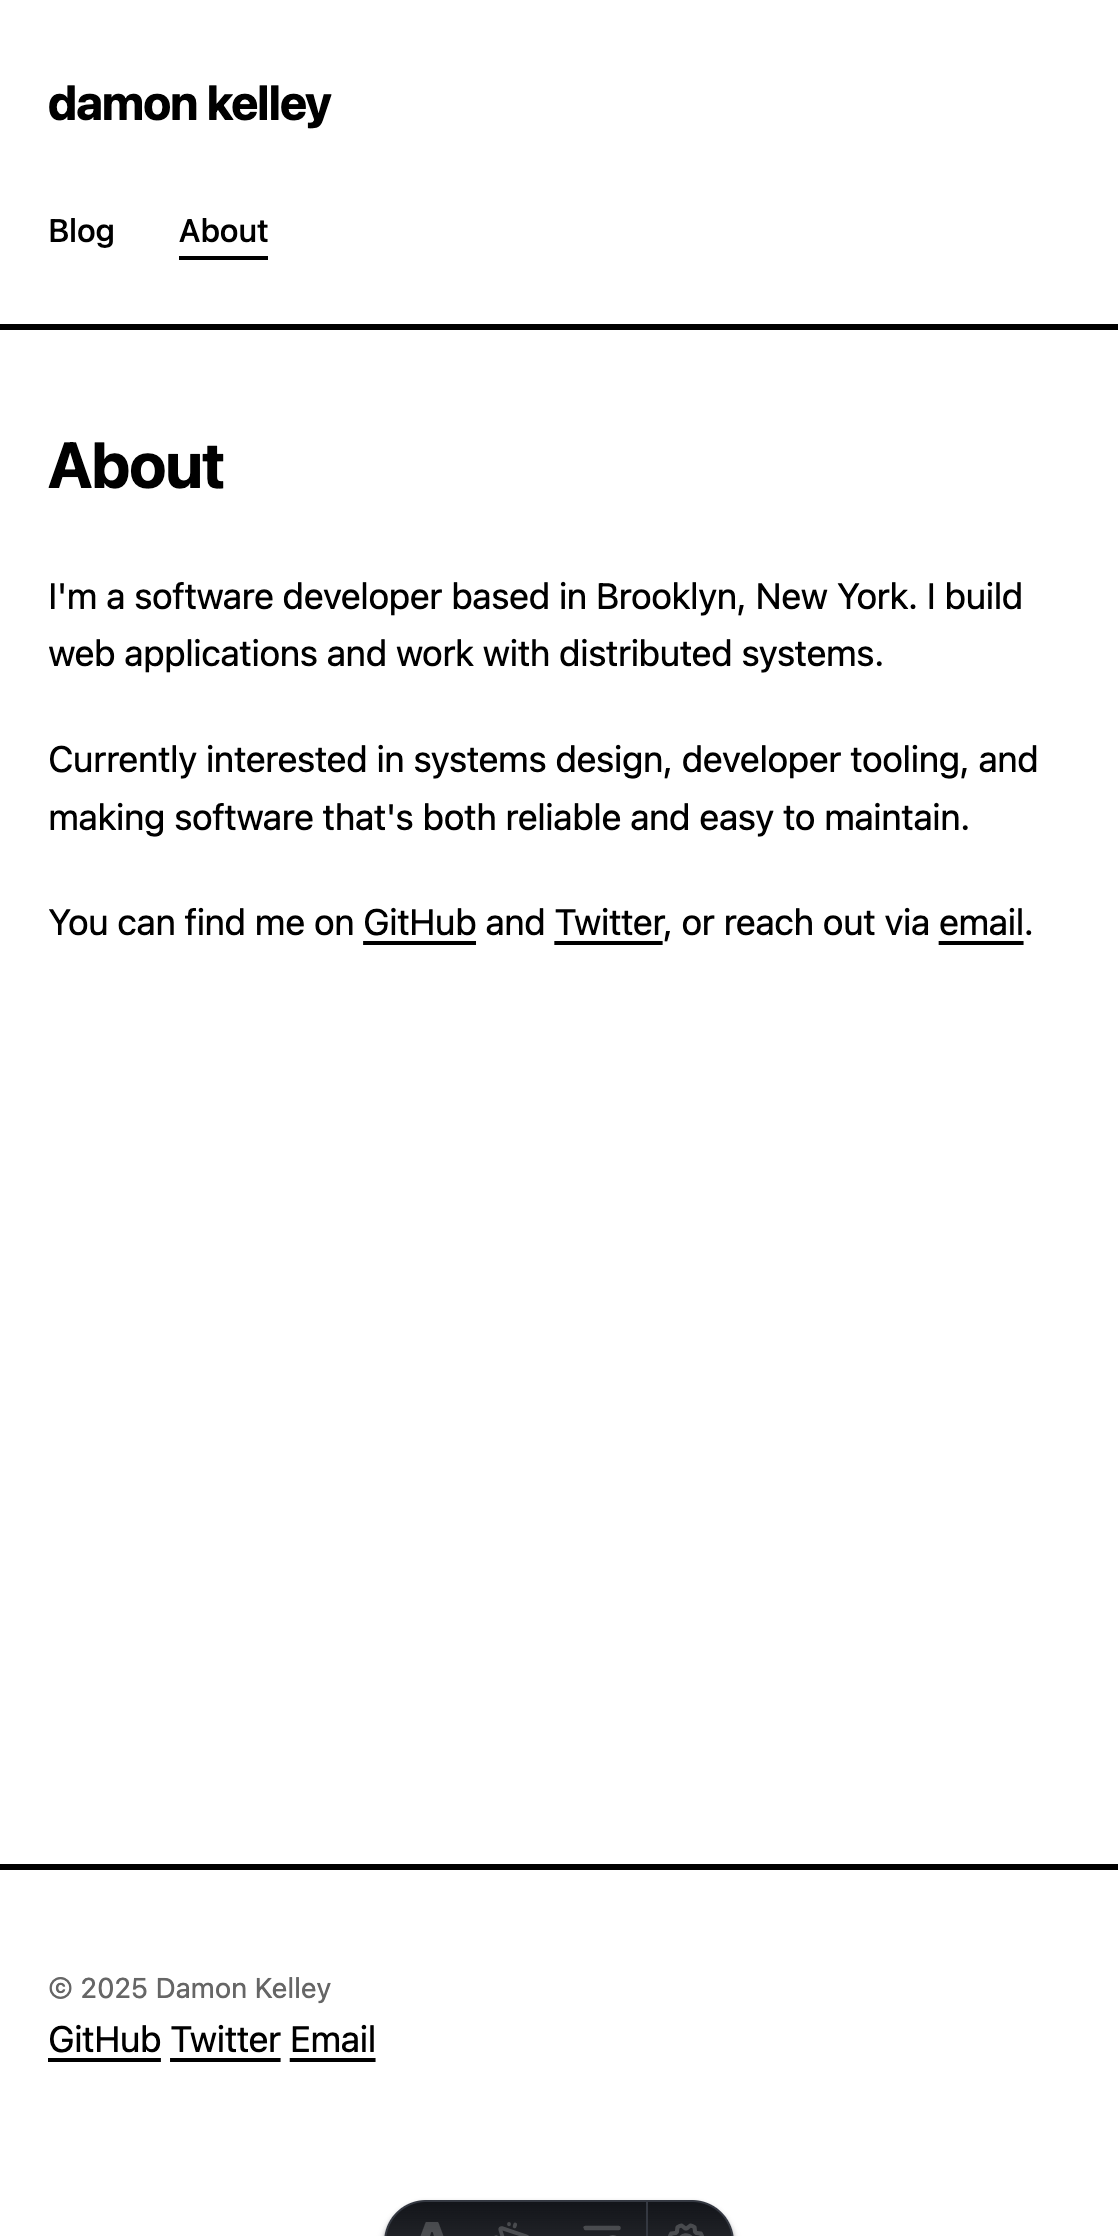 damon kelley
Blog About
About
I'm a software developer based in Brooklyn, New York. I build
web applications and work with distributed systems.
Currently interested in systems design, developer tooling, and
making software that's both reliable and easy to maintain.
You can find me on GitHub and Twitter, or reach out via email.
© 2025 Damon Kelley
GitHub Twitter Email